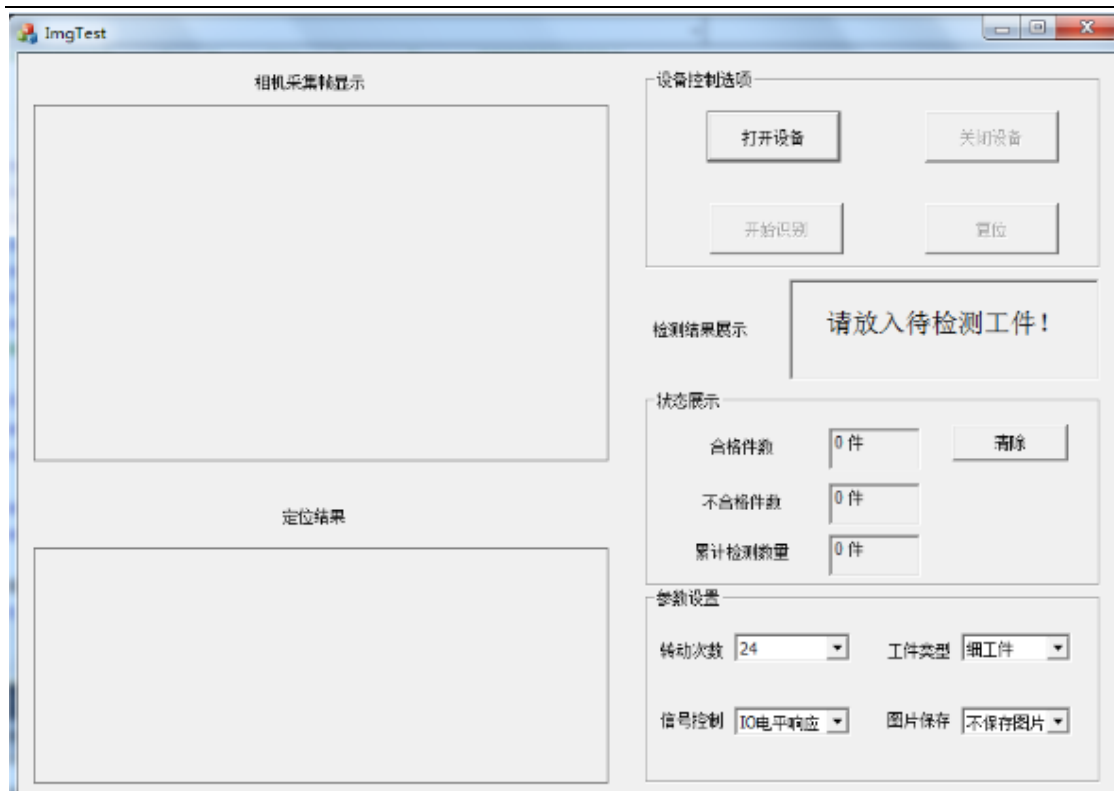 ImgTest
相机采集帧显示
设备控制选项
打开设备
关闭设备
开始识别
复位
检测结果展示
请放入待检测工件！
状态展示
合格件数
0 件
清除
不合格件数
0 件
累计检测数量
0 件
定位结果
参数设置
转动次数
24
工件类型
细工件
信号控制
IO电平响应
图片保存
不保存图片